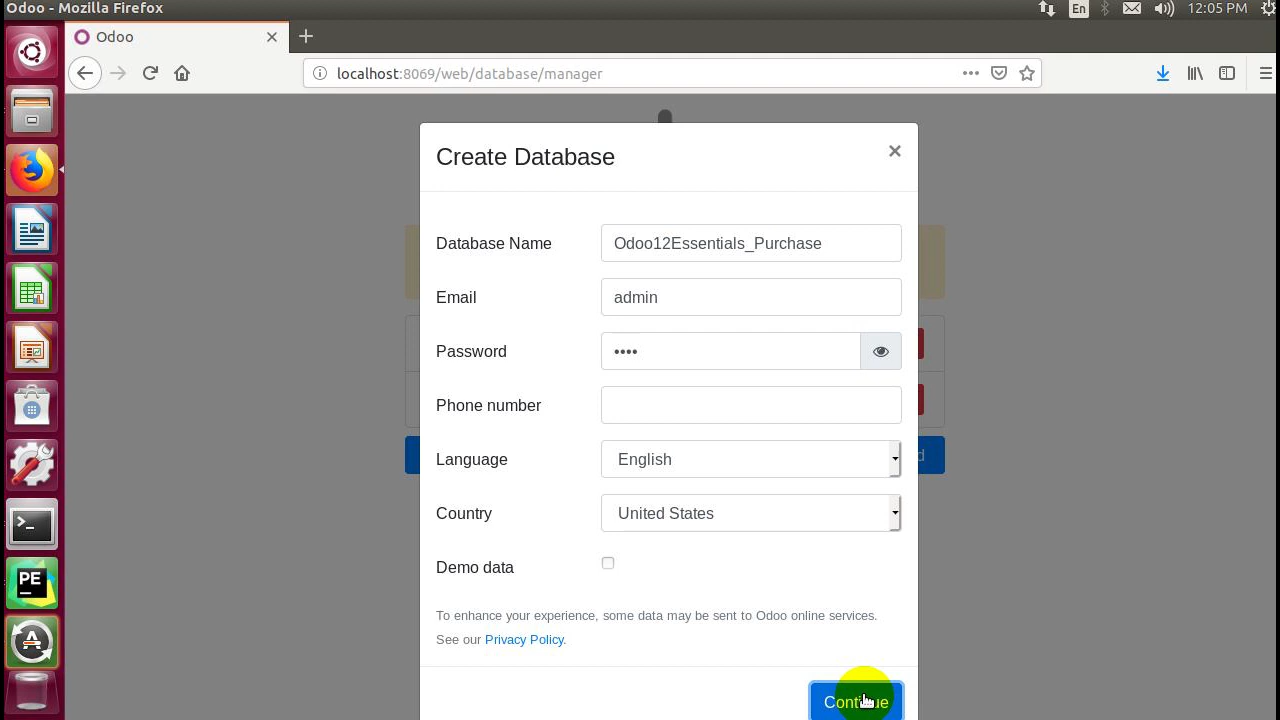 Odoo - Mozilla Firefox
En
12:05 PM
Odoo
localhost:8069/web/database/manager
Create Database
×
Database Name
Odoo12Essentials_Purchase
Email
admin
Password
••••
Phone number
Language
English
Country
United States
Demo data
To enhance your experience, some data may be sent to Odoo online services.
See our Privacy Policy.
Continue
d
PE
A
>_